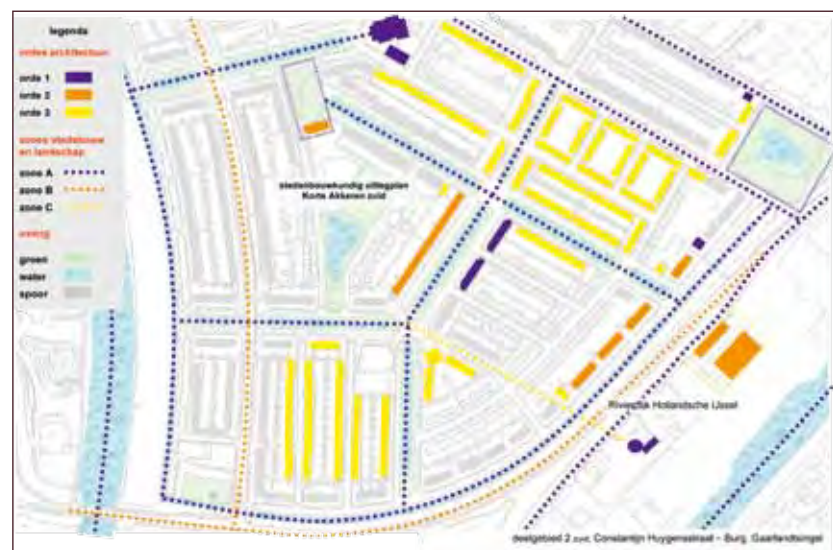 legenda
ordes architectuur
orde 1
orde 2
orde 3
zones stedebouw
en landschap
zone A
zone B
zone C
overig
groen
water
spoor
stedenbouwkundig uitlegplan
Korte Akkeren zuid
Rivierdijk Hollandsche IJssel
deelgebied 2 zuid, Constantijn Huygensstraat - Burg. Gaarlandtsingel